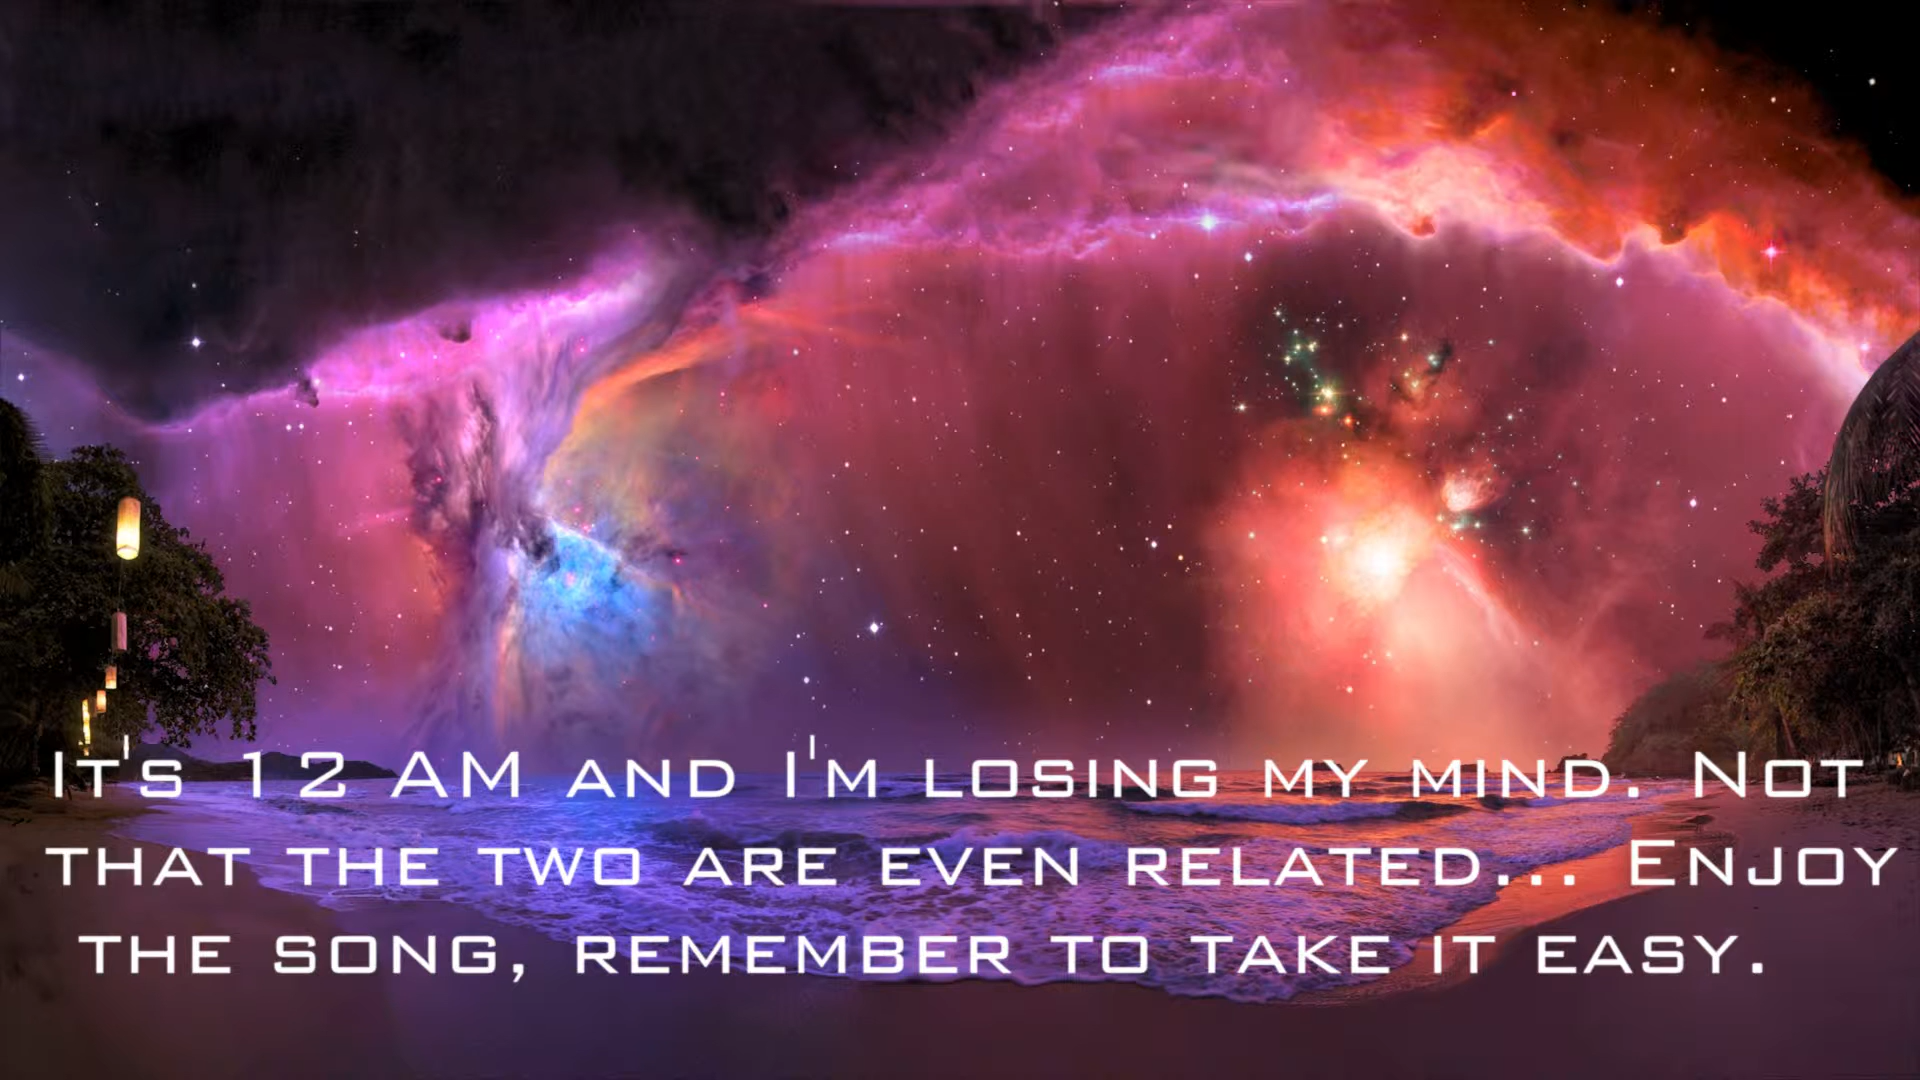 It's 12 AM and I'm losing my mind. Not
that the two are even related... Enjoy
the song, remember to take it easy.